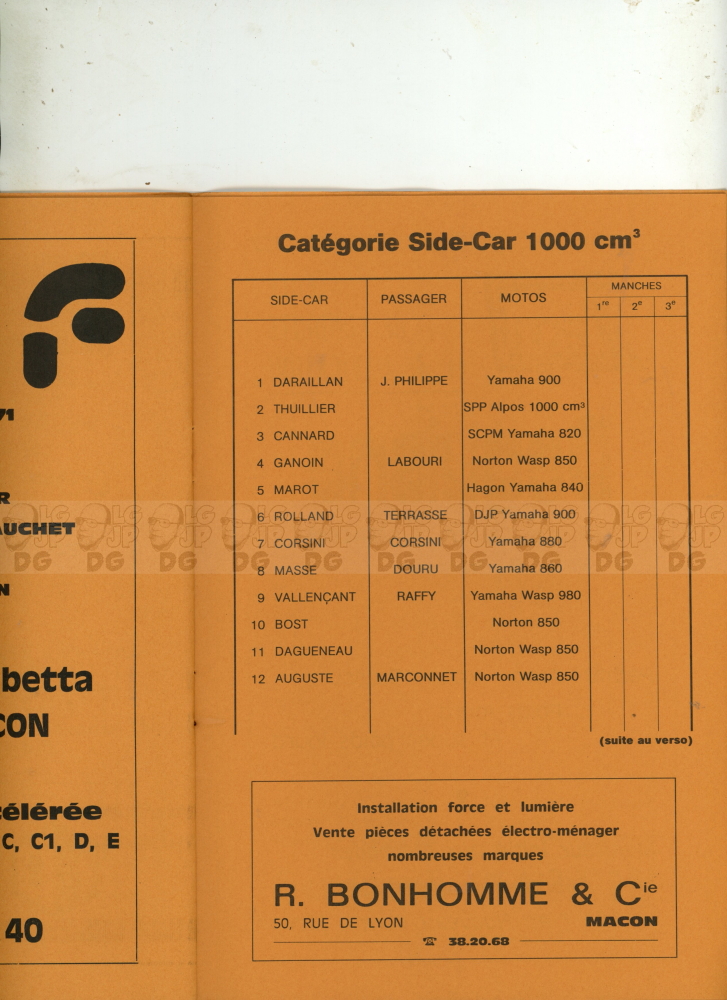 71
R
AUCHET
N
betta
CON
célérée
C, C1, D, E
40
Catégorie Side-Car 1000 cm³
SIDE-CAR PASSAGER MOTOS MANCHES
1re 2e 3e
1 DARAILLAN J. PHILIPPE Yamaha 900
2 THUILLIER SPP Alpos 1000 cm³
3 CANNARD SCPM Yamaha 820
4 GANOIN LABOURI Norton Wasp 850
5 MAROT Hagon Yamaha 840
6 ROLLAND TERRASSE DJP Yamaha 900
7 CORSINI CORSINI Yamaha 880
8 MASSE DOURU Yamaha 860
9 VALLENÇANT RAFFY Yamaha Wasp 980
10 BOST Norton 850
11 DAGUENEAU Norton Wasp 850
12 AUGUSTE MARCONNET Norton Wasp 850
(suite au verso)
Installation force et lumière
Vente pièces détachées électro-ménager
nombreuses marques
R. BONHOMME & Cie
50, RUE DE LYON MACON
☎ 38.20.68